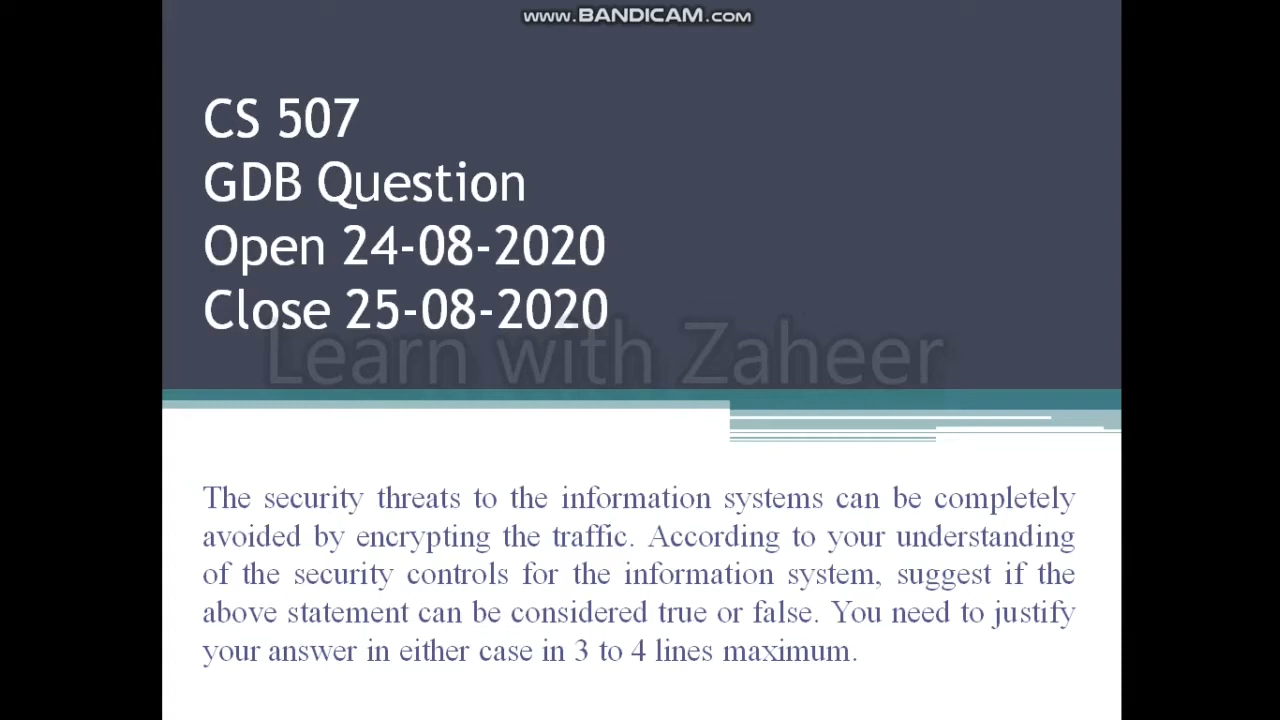 www.BANDICAM.com
CS 507
GDB Question
Open 24-08-2020
Close 25-08-2020
Learn with Zaheer
The security threats to the information systems can be completely
avoided by encrypting the traffic. According to your understanding
of the security controls for the information system, suggest if the
above statement can be considered true or false. You need to justify
your answer in either case in 3 to 4 lines maximum.